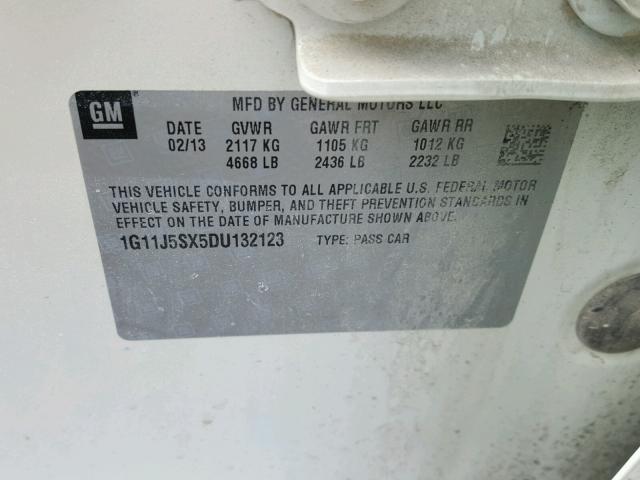 GM
MFD BY GENERAL MOTORS LLC
DATE GVWR GAWR FRT GAWR RR
02/13 2117 KG 1105 KG 1012 KG
4668 LB 2436 LB 2232 LB
THIS VEHICLE CONFORMS TO ALL APPLICABLE U.S. FEDERAL MOTOR
VEHICLE SAFETY, BUMPER, AND THEFT PREVENTION STANDARDS IN
EFFECT ON THE DATE OF MANUFACTURE SHOWN ABOVE.
1G11J5SX5DU132123 TYPE: PASS CAR